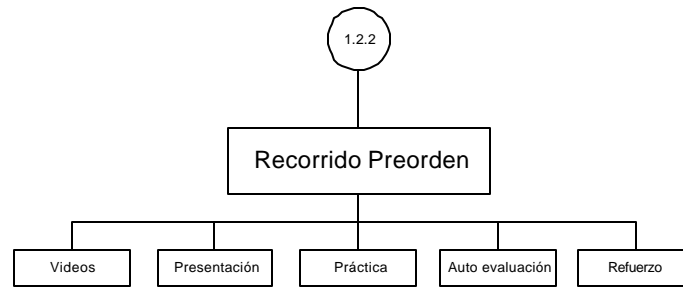 1.2.2
Recorrido Preorden
Videos
Presentación
Práctica
Auto evaluación
Refuerzo